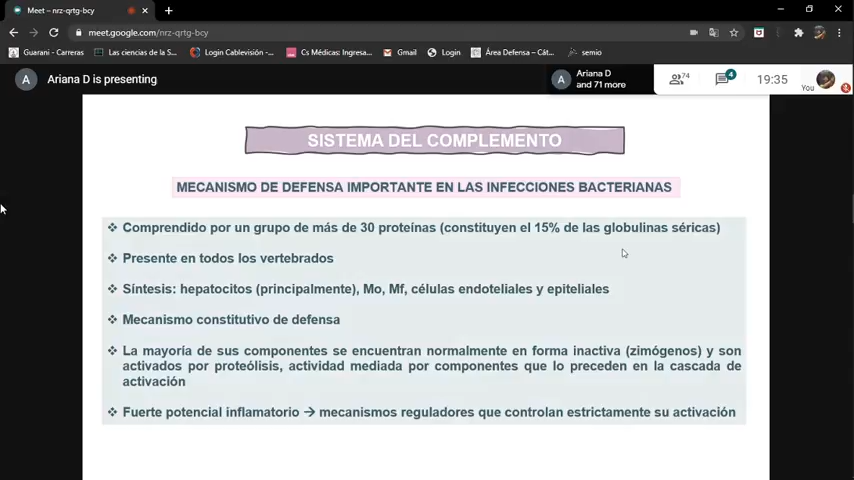 Meet – nrz-qrtg-bcy
meet.google.com/nrz-qrtg-bcy
Guarani - Carreras
Las ciencias de la S...
Login Cablevisión...
Cs Médicas: Ingresa...
Gmail
Login
Área Defensa – Cát...
semio
A
Ariana D is presenting
A
Ariana D
and 71 more
74
4
19:35
You
SISTEMA DEL COMPLEMENTO
MECANISMO DE DEFENSA IMPORTANTE EN LAS INFECCIONES BACTERIANAS
❖ Comprendido por un grupo de más de 30 proteínas (constituyen el 15% de las globulinas séricas)
❖ Presente en todos los vertebrados
❖ Síntesis: hepatocitos (principalmente), Mo, Mf, células endoteliales y epiteliales
❖ Mecanismo constitutivo de defensa
❖ La mayoría de sus componentes se encuentran normalmente en forma inactiva (zimógenos) y son
activados por proteólisis, actividad mediada por componentes que lo preceden en la cascada de
activación
❖ Fuerte potencial inflamatorio → mecanismos reguladores que controlan estrictamente su activación